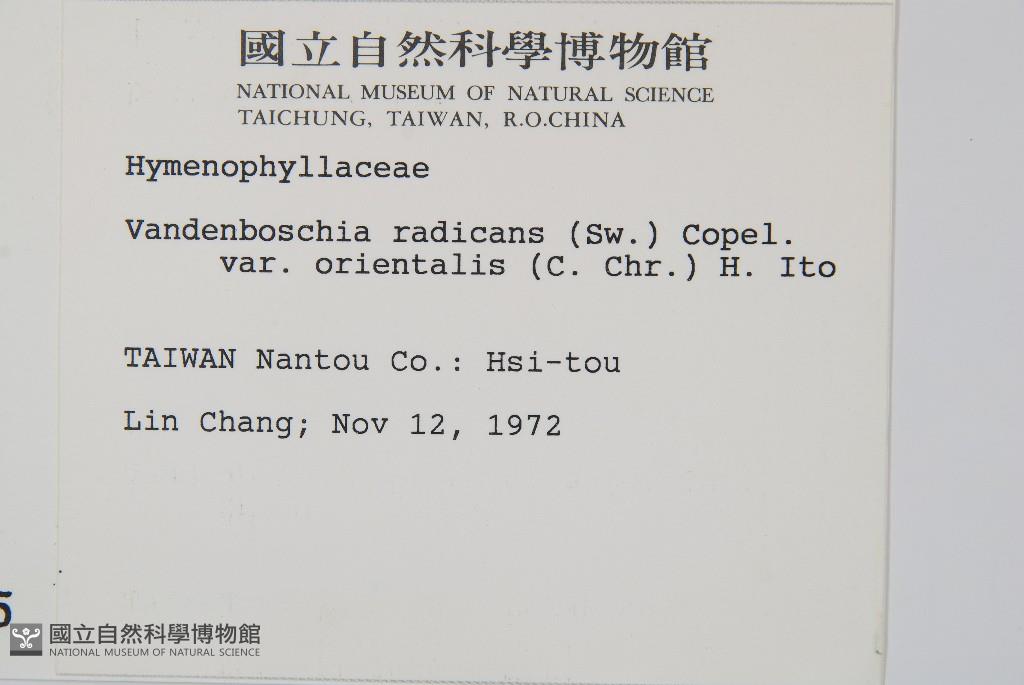 國立自然科學博物館
NATIONAL MUSEUM OF NATURAL SCIENCE
TAICHUNG, TAIWAN, R.O.CHINA
Hymenophyllaceae
Vandenboschia radicans (Sw.) Copel.
var. orientalis (C. Chr.) H. Ito
TAIWAN Nantou Co.: Hsi-tou
Lin Chang; Nov 12, 1972
5
國立自然科學博物館
NATIONAL MUSEUM OF NATURAL SCIENCE